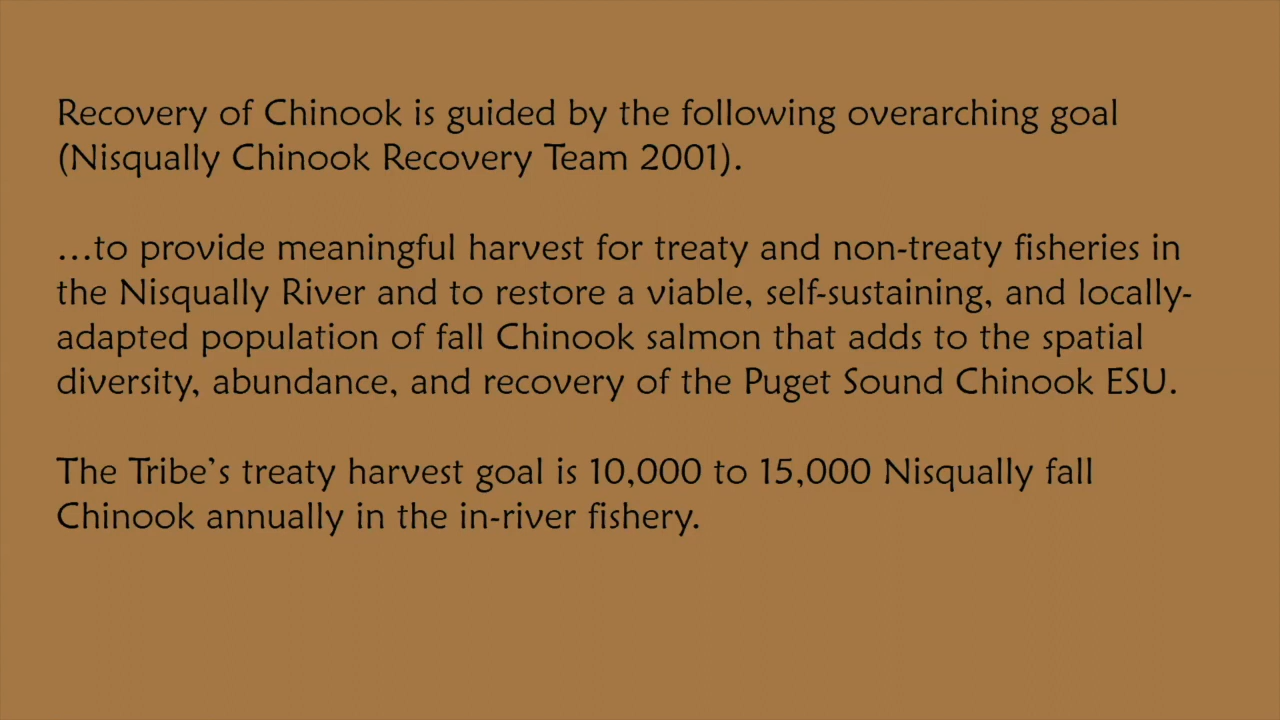 Recovery of Chinook is guided by the following overarching goal
(Nisqually Chinook Recovery Team 2001).
...to provide meaningful harvest for treaty and non-treaty fisheries in
the Nisqually River and to restore a viable, self-sustaining, and locally-
adapted population of fall Chinook salmon that adds to the spatial
diversity, abundance, and recovery of the Puget Sound Chinook ESU.
The Tribe’s treaty harvest goal is 10,000 to 15,000 Nisqually fall
Chinook annually in the in-river fishery.